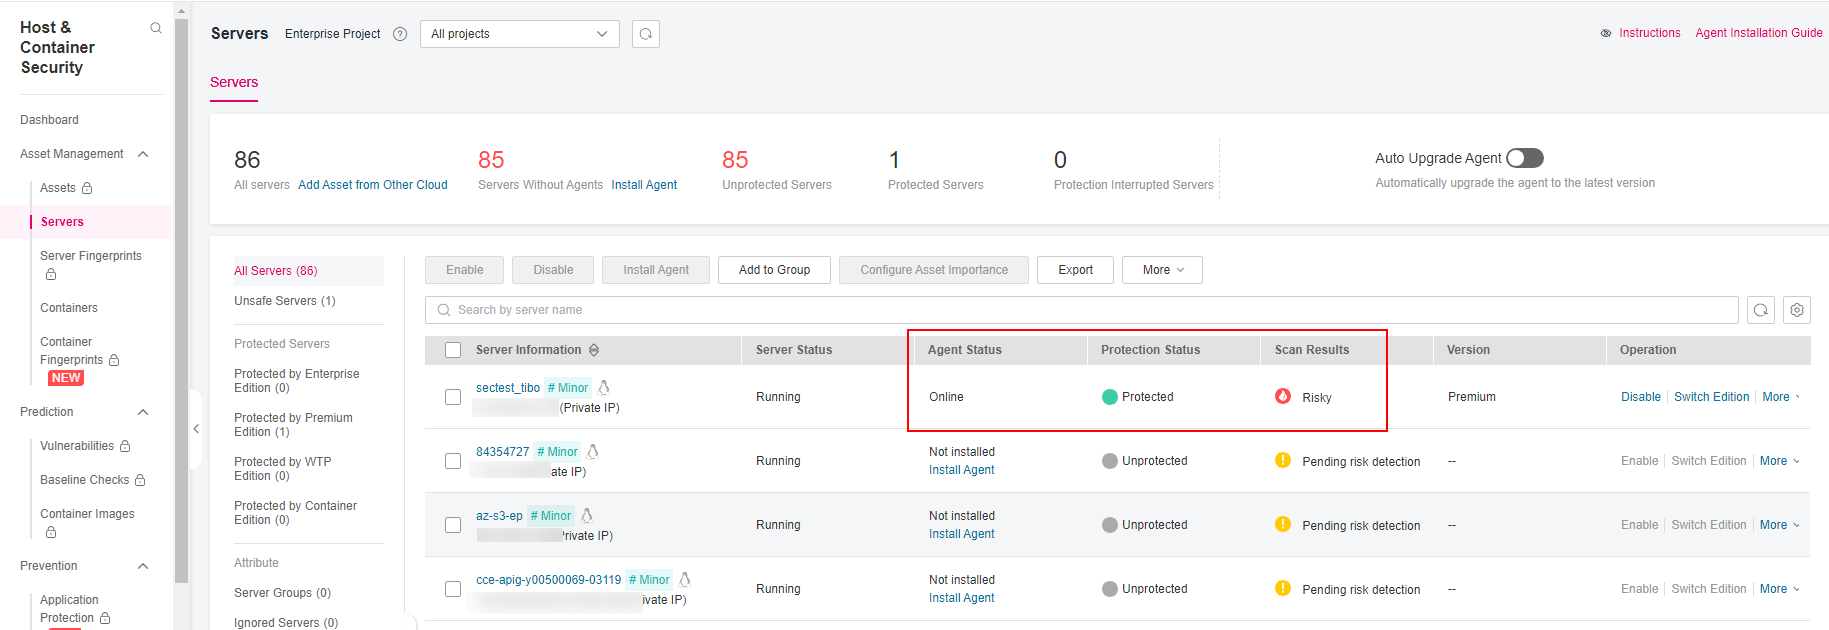 Host &
Container
Security
Dashboard
Asset Management
Assets
Servers
Server Fingerprints
Containers
Container
Fingerprints
NEW
Prediction
Vulnerabilities
Baseline Checks
Container Images
Prevention
Application
Protection
Servers
Enterprise Project
?
All projects
Instructions
Agent Installation Guide
Servers
86
All servers Add Asset from Other Cloud
85
Servers Without Agents Install Agent
85
Unprotected Servers
1
Protected Servers
0
Protection Interrupted Servers
Auto Upgrade Agent
Automatically upgrade the agent to the latest version
All Servers (86)
Unsafe Servers (1)
Protected Servers
Protected by Enterprise
Edition (0)
Protected by Premium
Edition (1)
Protected by WTP
Edition (0)
Protected by Container
Edition (0)
Attribute
Server Groups (0)
Ignored Servers (0)
Enable Disable Install Agent Add to Group Configure Asset Importance Export More
Search by server name
Server Information Server Status Agent Status Protection Status Scan Results Version Operation
sectest_tibo # Minor
(Private IP)
Running Online Protected Risky Premium Disable Switch Edition More
84354727 # Minor
ate IP)
Running Not installed
Install Agent
Unprotected Pending risk detection -- Enable Switch Edition More
az-s3-ep # Minor
Private IP)
Running Not installed
Install Agent
Unprotected Pending risk detection -- Enable Switch Edition More
cce-apig-y00500069-03119 # Minor
ivate IP)
Running Not installed
Install Agent
Unprotected Pending risk detection -- Enable Switch Edition More